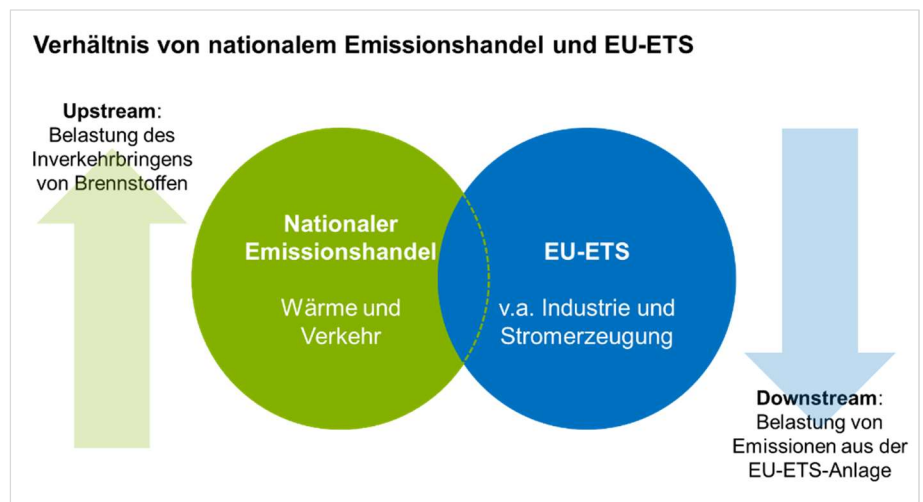 Verhältnis von nationalem Emissionshandel und EU-ETS
Upstream:
Belastung des
Inverkehrbringens
von Brennstoffen
Nationaler
Emissionshandel
Wärme und
Verkehr
EU-ETS
v.a. Industrie und
Stromerzeugung
Downstream:
Belastung von
Emissionen aus der
EU-ETS-Anlage